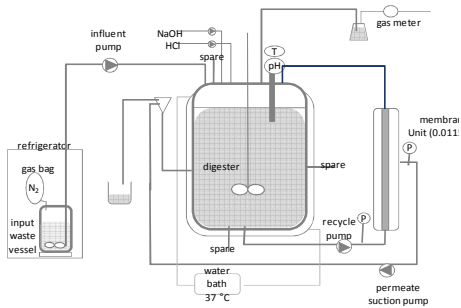 gas meter
influent
pump
NaOH
HCl
spare
T
pH
membran
Unit (0.0115
P
refrigerator
gas bag
N2
digester
spare
input
waste
vessel
recycle
pump
P
spare
water
bath
37 °C
permeate
suction pump